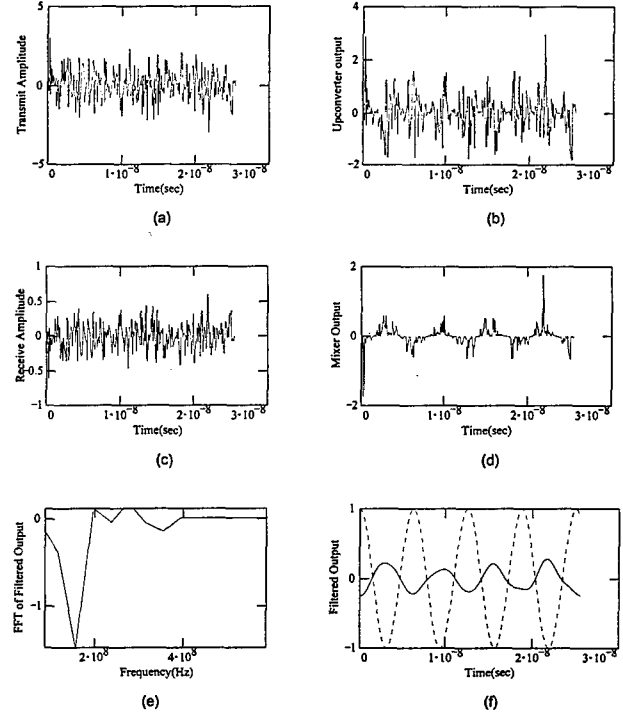 5
0
−5
Transmit Amplitude
0 1·10⁻⁸ 2·10⁻⁸ 3·10⁻⁸
Time(sec)
(a)
4
2
0
−2
Upconverter output
0 1·10⁻⁸ 2·10⁻⁸ 3·10⁻⁸
Time(sec)
(b)
1
0.5
0
−0.5
−1
Receive Amplitude
0 1·10⁻⁸ 2·10⁻⁸ 3·10⁻⁸
Time(sec)
(c)
2
0
−2
Mixer Output
0 1·10⁻⁸ 2·10⁻⁸ 3·10⁻⁸
Time(sec)
(d)
0
−1
FFT of Filtered Output
2·10⁻⁸ 4·10⁻⁸
Frequency(Hz)
(e)
1
0
−1
Filtered Output
0 1·10⁻⁸ 2·10⁻⁸ 3·10⁻⁸
Time(sec)
(f)